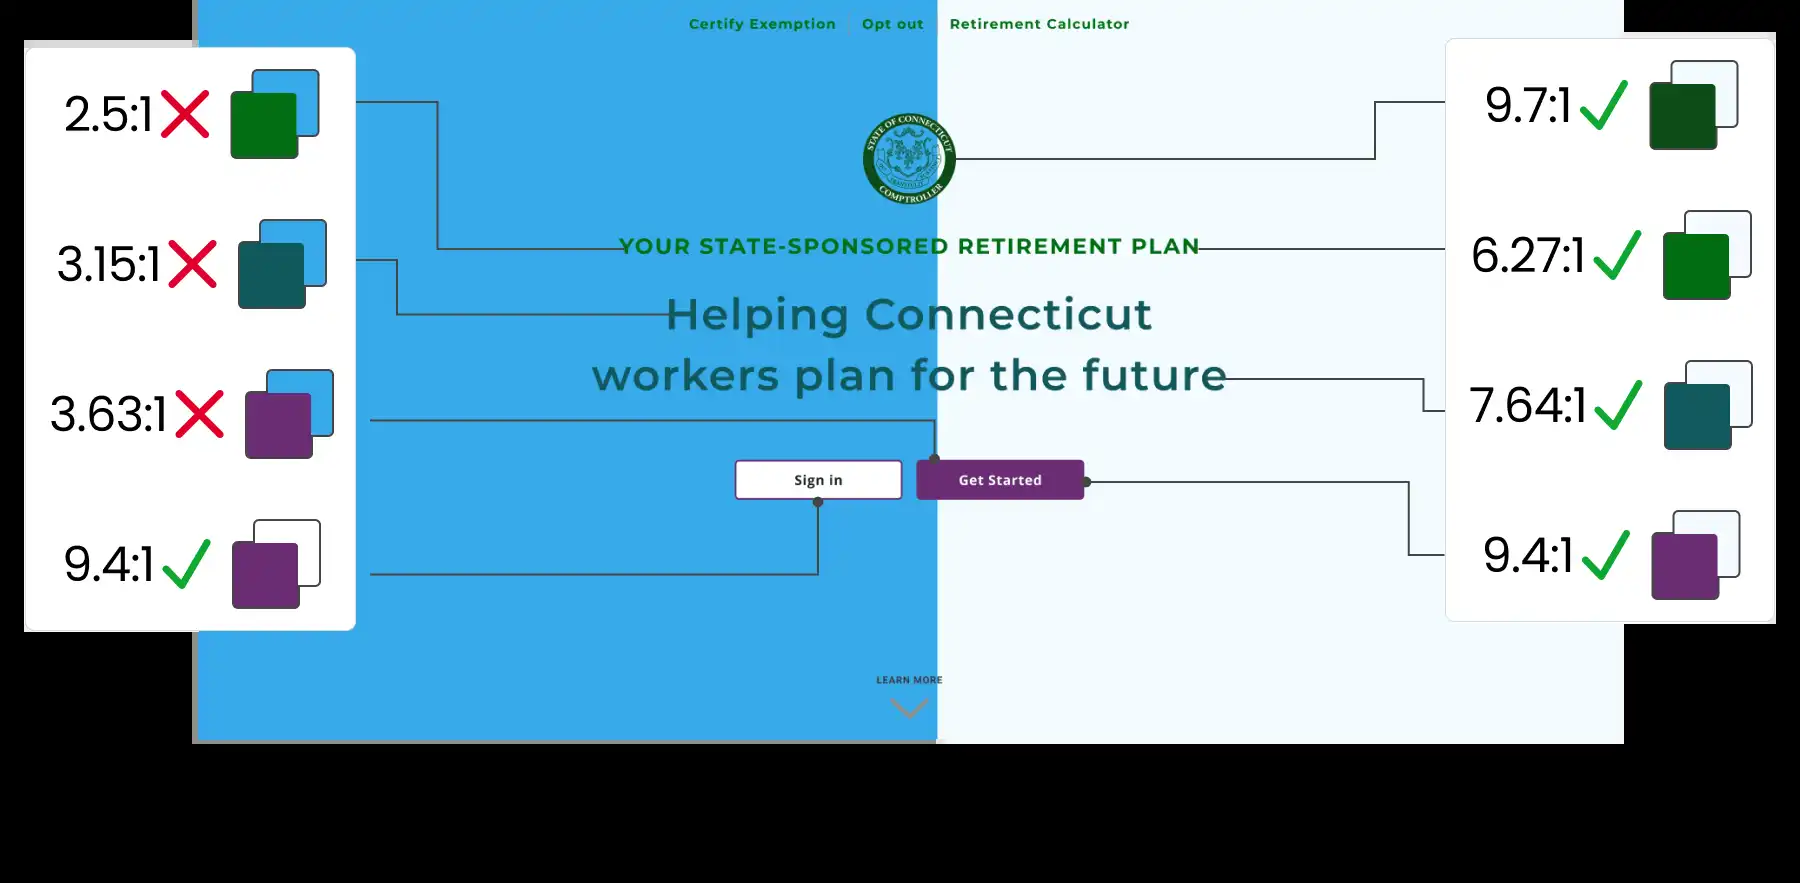 Certify Exemption Opt out Retirement Calculator
2.5:1
3.15:1
3.63:1
9.4:1
STATE OF CONNECTICUT
COMPTROLLER
YOUR STATE-SPONSORED RETIREMENT PLAN
Helping Connecticut
workers plan for the future
Sign in
Get Started
LEARN MORE
9.7:1
6.27:1
7.64:1
9.4:1